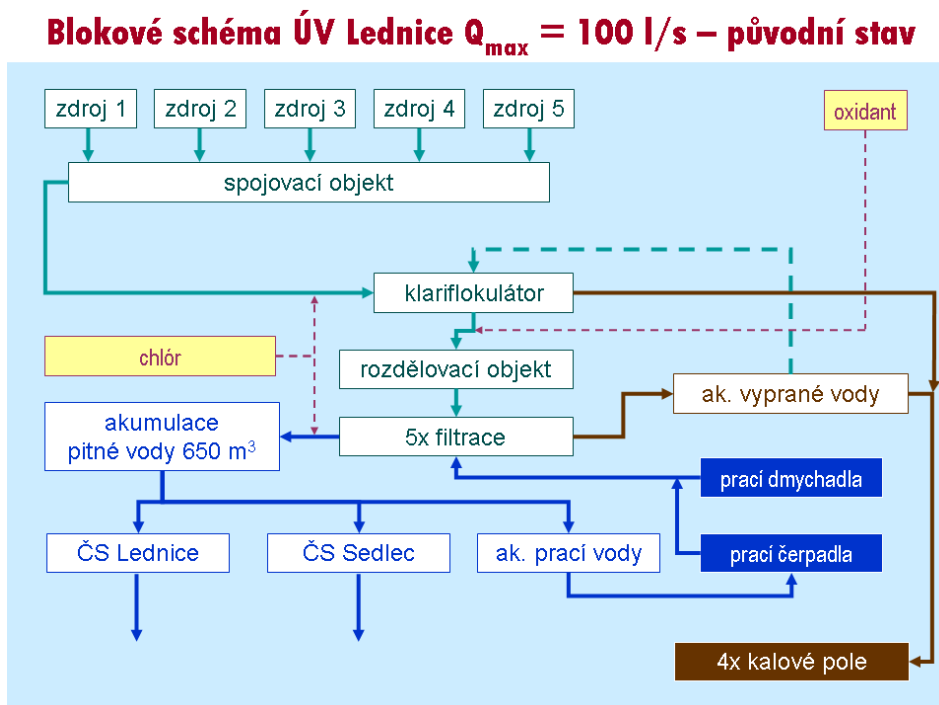 Blokové schéma ÚV Lednice Qmax = 100 l/s – původní stav
zdroj 1
zdroj 2
zdroj 3
zdroj 4
zdroj 5
oxidant
spojovací objekt
klariflokulátor
chlór
rozdělovací objekt
ak. vyprané vody
akumulace
pitné vody 650 m³
5x filtrace
prací dmychadla
ČS Lednice
ČS Sedlec
ak. prací vody
prací čerpadla
4x kalové pole